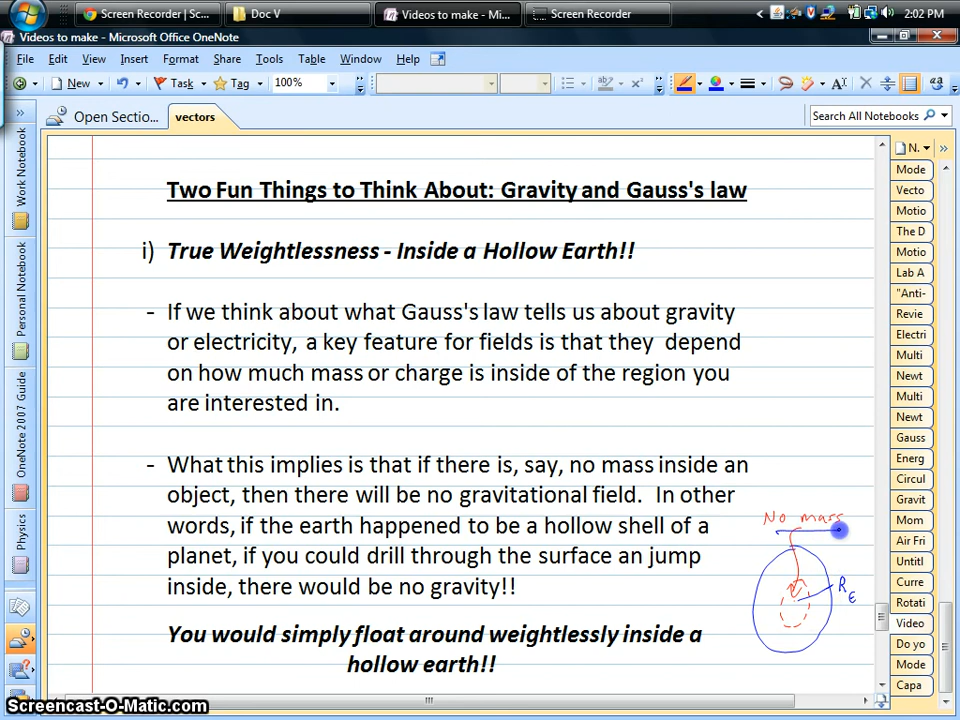 Screen Recorder | Sc...
Doc V
Videos to make - Mi...
Screen Recorder
2:02 PM
Videos to make - Microsoft Office OneNote
File Edit View Insert Format Share Tools Table Window Help
New Task Tag 100%
Open Sectio... vectors
Search All Notebooks
N.
Work Notebook
Personal Notebook
OneNote 2007 Guide
Physics
Two Fun Things to Think About: Gravity and Gauss's law
i) True Weightlessness - Inside a Hollow Earth!!
- If we think about what Gauss's law tells us about gravity
or electricity, a key feature for fields is that they depend
on how much mass or charge is inside of the region you
are interested in.
- What this implies is that if there is, say, no mass inside an
object, then there will be no gravitational field. In other
words, if the earth happened to be a hollow shell of a
planet, if you could drill through the surface an jump
inside, there would be no gravity!!
You would simply float around weightlessly inside a
hollow earth!!
No mass
R E
Mode
Vecto
Motio
The D
Motio
Lab A
"Anti-
Revie
Electri
Multi
Newt
Multi
Newt
Gauss
Energ
Circul
Gravit
Mom
Air Fri
Untitl
Curre
Rotati
Video
Do yo
Mode
Capa
Screencast-O-Matic.com